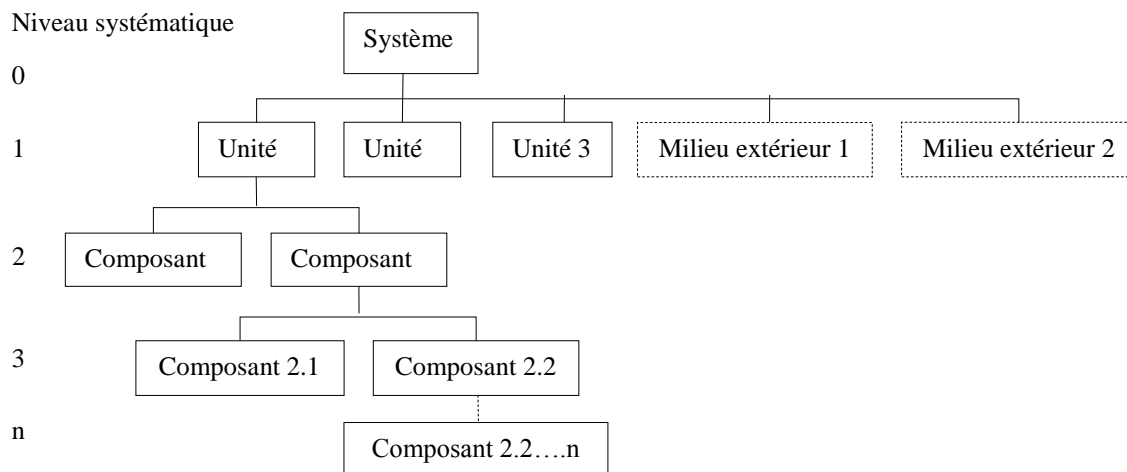 Niveau systématique
Système
0
1
Unité
Unité
Unité 3
Milieu extérieur 1
Milieu extérieur 2
2
Composant
Composant
3
Composant 2.1
Composant 2.2
n
Composant 2.2….n